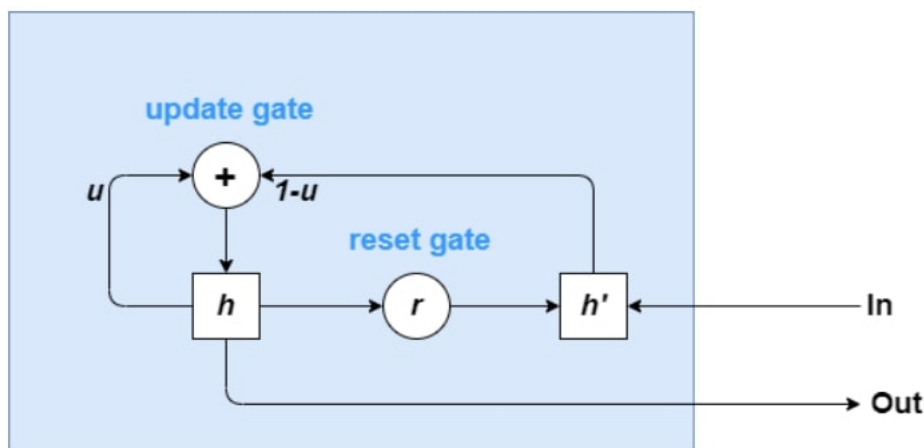 update gate
+
u
1-u
reset gate
h
r
h'
In
Out